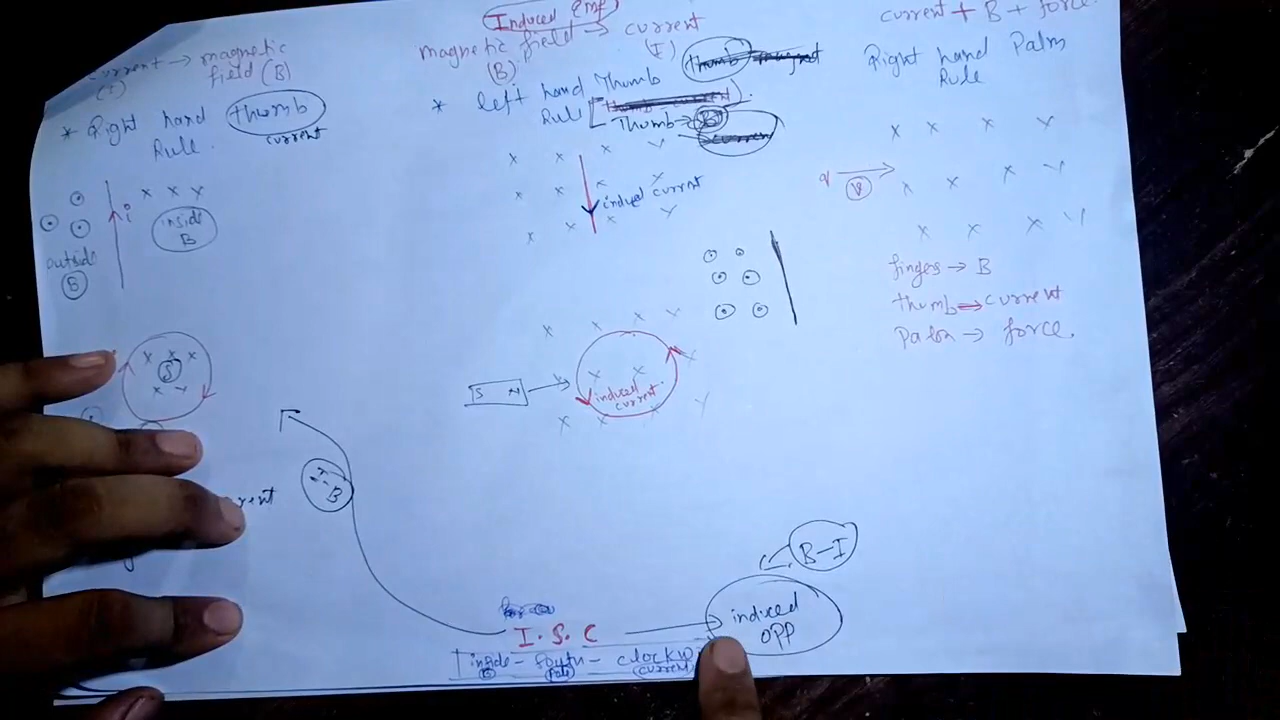 current → magnetic
(I) field (B)
* Right hand thumb
Rule. current
i
inside
B
outside
B
S
Induced Emf
magnetic field → current
(B) (I)
* left hand Thumb
Rule
Thumb → B
induced current
S N
induced
current
current + B + force
Right hand Palm
Rule
q
fingers → B
thumb → current
Palm → force.
I-B
B-I
I. S. C
induced
opp
inside - South - clockwi
B Pole current